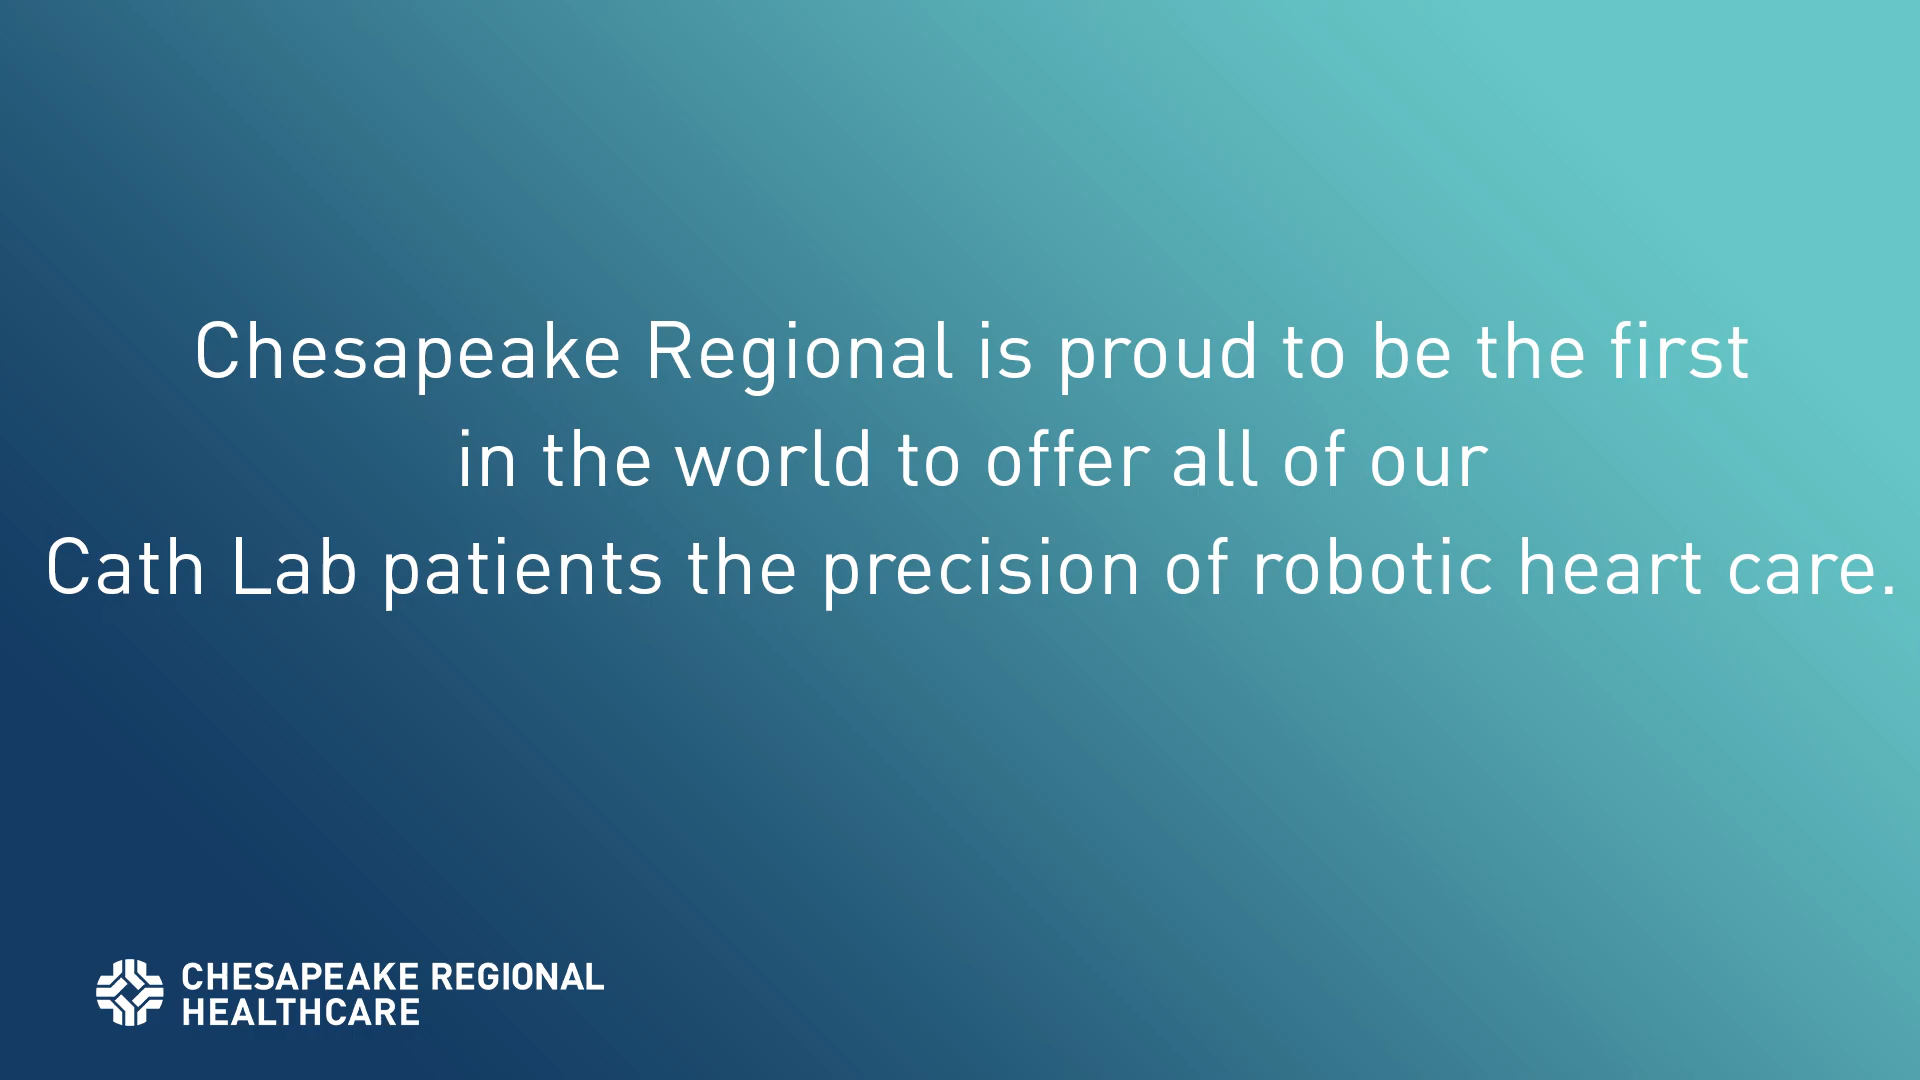 Chesapeake Regional is proud to be the first
in the world to offer all of our
Cath Lab patients the precision of robotic heart care.
CHESAPEAKE REGIONAL
HEALTHCARE